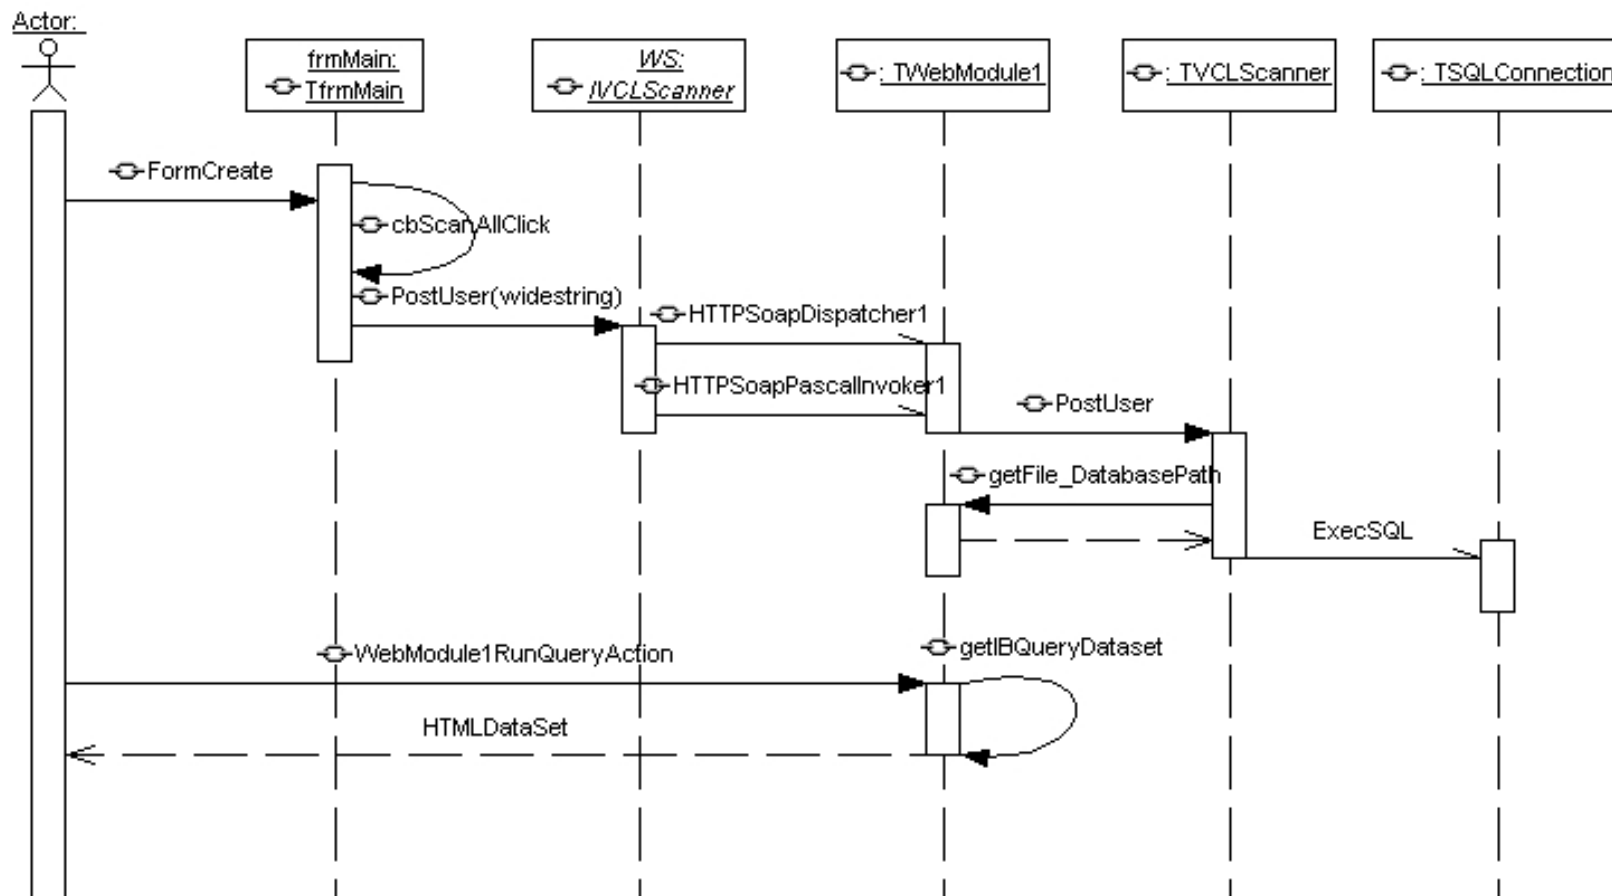 Actor:
frmMain:
TfrmMain
WS:
IVCLScanner
: TWebModule1
: TVCLScanner
: TSQLConnection
FormCreate
cbScanAllClick
PostUser(widestring)
HTTPSoapDispatcher1
HTTPSoapPascalInvoker1
PostUser
getFile_DatabasePath
ExecSQL
WebModule1RunQueryAction
getIBQueryDataset
HTMLDataSet